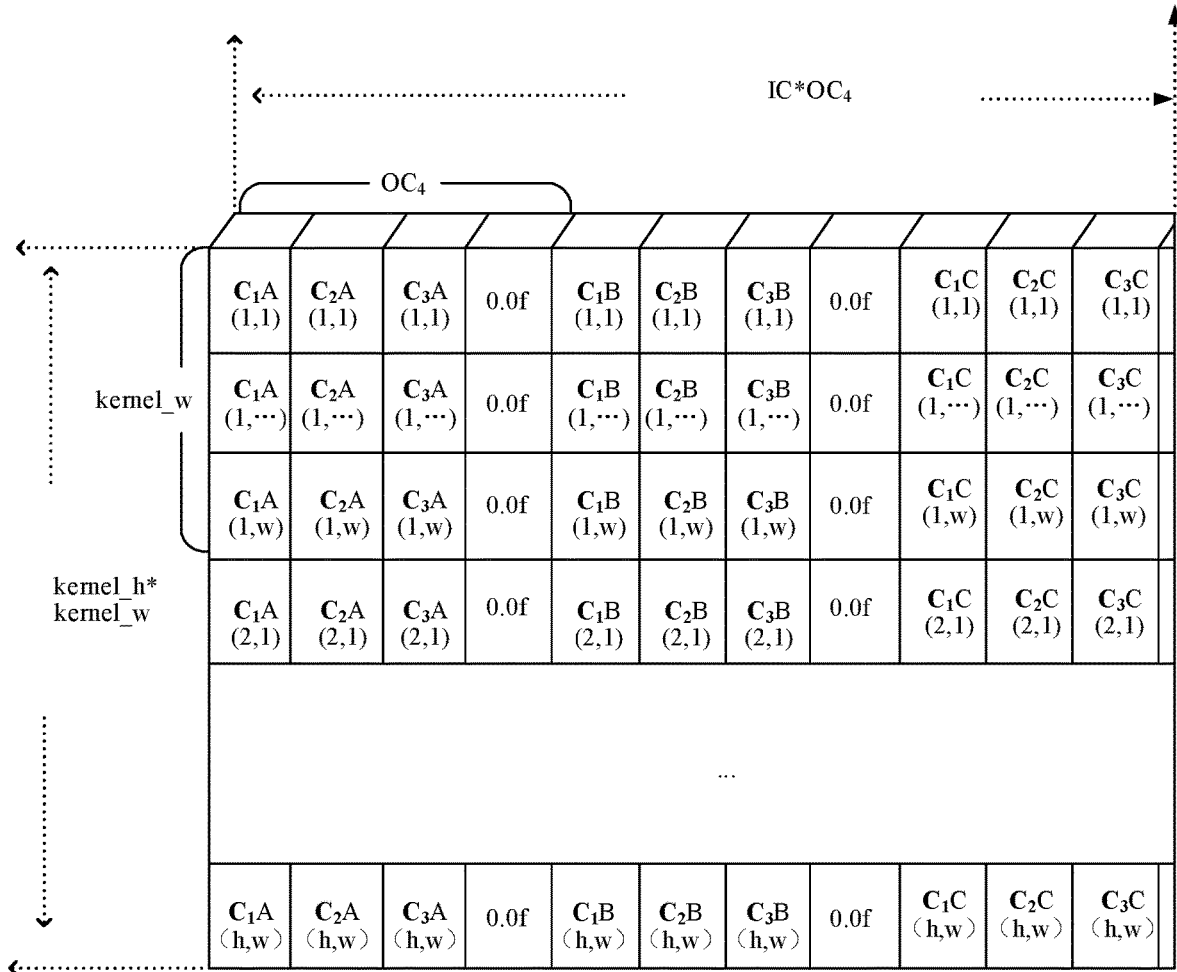 IC*OC₄
OC₄
C₁A C₂A C₃A 0.0f C₁B C₂B C₃B 0.0f C₁C C₂C C₃C
(1,1) (1,1) (1,1) (1,1) (1,1) (1,1) (1,1) (1,1) (1,1)
kernel_w
C₁A C₂A C₃A 0.0f C₁B C₂B C₃B 0.0f C₁C C₂C C₃C
(1,···) (1,···) (1,···) (1,···) (1,···) (1,···) (1,···) (1,···) (1,···)
C₁A C₂A C₃A 0.0f C₁B C₂B C₃B 0.0f C₁C C₂C C₃C
(1,w) (1,w) (1,w) (1,w) (1,w) (1,w) (1,w) (1,w) (1,w)
kernel_h*
kernel_w
C₁A C₂A C₃A 0.0f C₁B C₂B C₃B 0.0f C₁C C₂C C₃C
(2,1) (2,1) (2,1) (2,1) (2,1) (2,1) (2,1) (2,1) (2,1)
...
C₁A C₂A C₃A 0.0f C₁B C₂B C₃B 0.0f C₁C C₂C C₃C
(h,w) (h,w) (h,w) (h,w) (h,w) (h,w) (h,w) (h,w) (h,w)